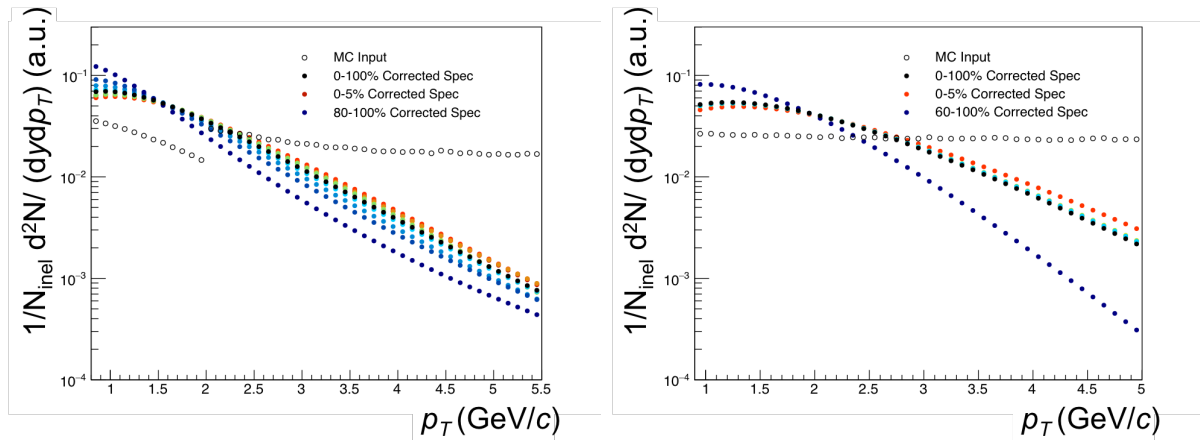 1/N_inel d²N/ (dydp_T) (a.u.)
10⁻¹
10⁻²
10⁻³
10⁻⁴
MC Input
0-100% Corrected Spec
0-5% Corrected Spec
80-100% Corrected Spec
1 1.5 2 2.5 3 3.5 4 4.5 5 5.5
p_T (GeV/c)
1/N_inel d²N/ (dydp_T) (a.u.)
10⁻¹
10⁻²
10⁻³
10⁻⁴
MC Input
0-100% Corrected Spec
0-5% Corrected Spec
60-100% Corrected Spec
1 1.5 2 2.5 3 3.5 4 4.5 5
p_T (GeV/c)